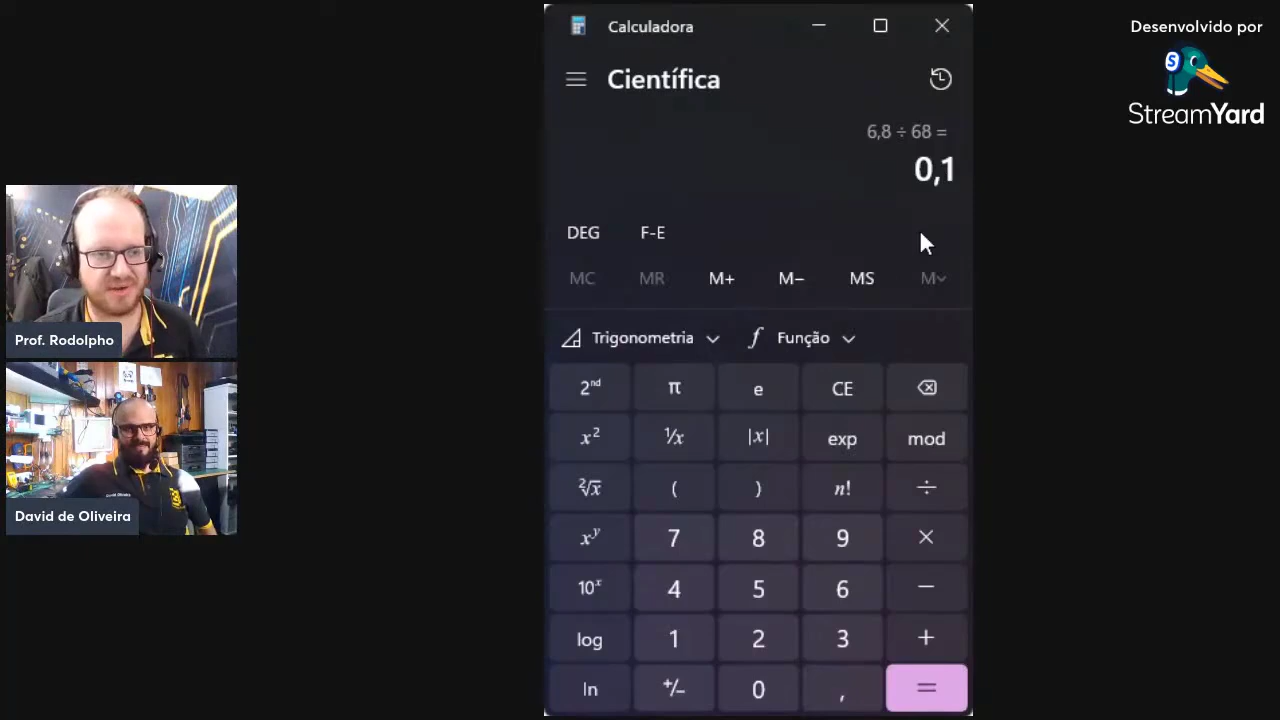 Calculadora
Científica
6,8 ÷ 68 =
0,1
DEG F-E
MC MR M+ M− MS M
Trigonometria f Função
2nd π e CE
x² ¹/x |x| exp mod
²√x ( ) n! ÷
xʸ 7 8 9 ×
10ˣ 4 5 6 −
log 1 2 3 +
ln +/− 0 , =
Prof. Rodolpho
David de Oliveira
Desenvolvido por
S
StreamYard